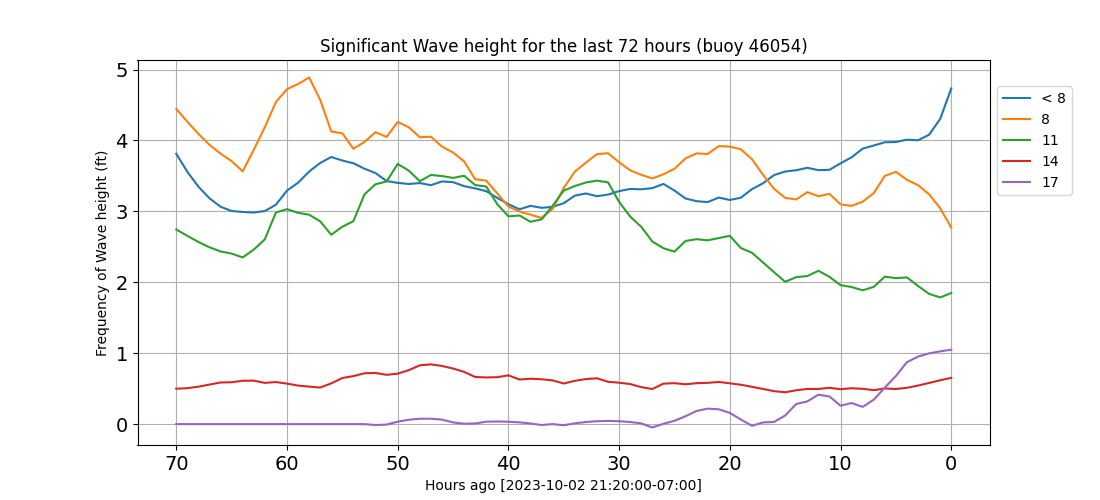 Significant Wave height for the last 72 hours (buoy 46054)
Frequency of Wave height (ft)
5
4
3
2
1
0
70 60 50 40 30 20 10 0
Hours ago [2023-10-02 21:20:00-07:00]
< 8
8
11
14
17